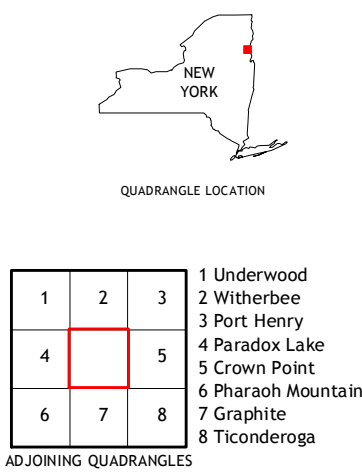 NEW
YORK
QUADRANGLE LOCATION
1 2 3
4 5
6 7 8
1 Underwood
2 Witherbee
3 Port Henry
4 Paradox Lake
5 Crown Point
6 Pharaoh Mountain
7 Graphite
8 Ticonderoga
ADJOINING QUADRANGLES